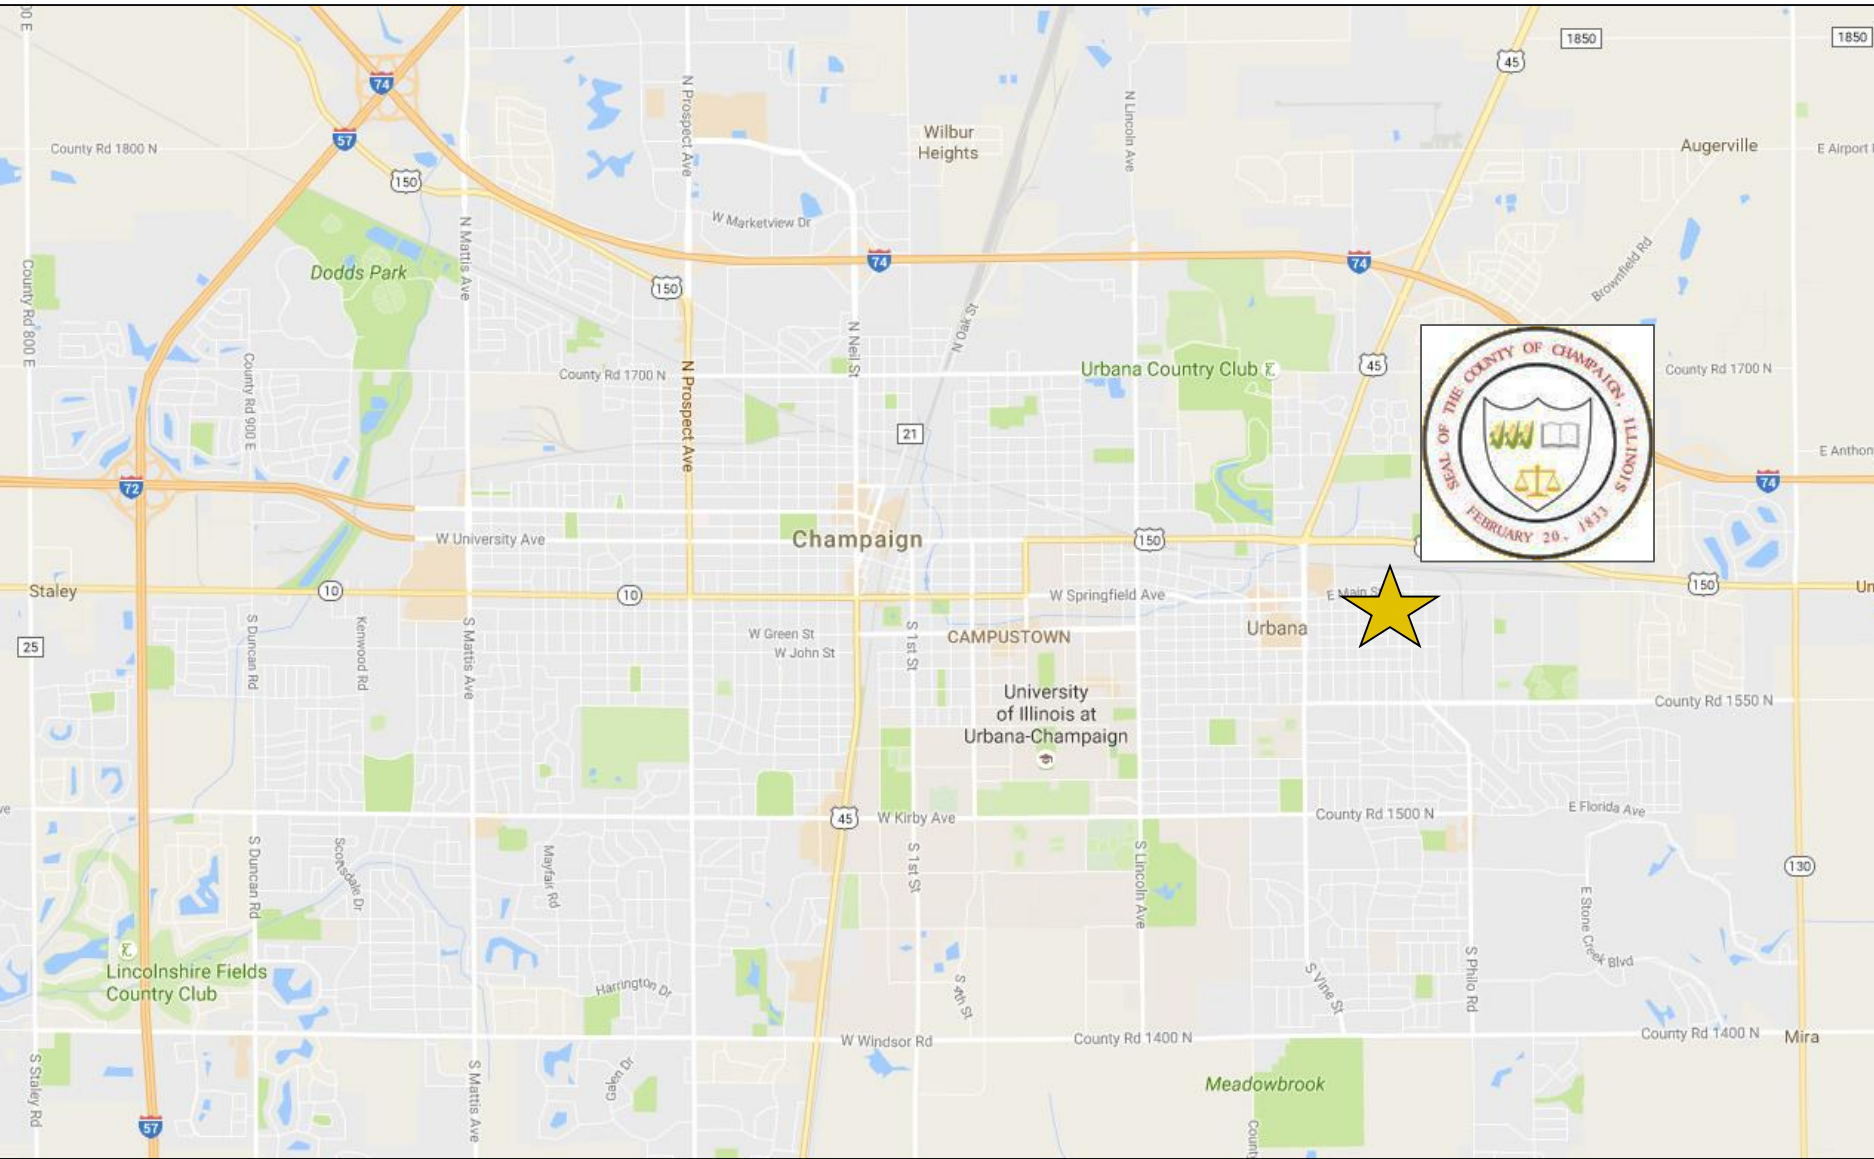 1850
1850
45
74
N Prospect Ave
N Lincoln Ave
Wilbur
Heights
57
County Rd 1800 N
Augerville
E Airport
150
W Marketview Dr
N Mattis Ave
Dodds Park
County Rd 800 E
74
74
150
Brownfield Rd
N Oak St
N Neil St
County Rd 900 E
County Rd 1700 N
N Prospect Ave
Urbana Country Club
45
County Rd 1700 N
SEAL OF THE COUNTY OF CHAMPAIGN, ILLINOIS
FEBRUARY 20, 1833
21
E Anthon
72
74
W University Ave
Champaign
150
Staley
10
10
W Springfield Ave
E Main S
150
Un
25
S Duncan Rd
Kenwood Rd
S Mattis Ave
W Green St
W John St
S 1st St
CAMPUSTOWN
Urbana
University
of Illinois at
Urbana-Champaign
County Rd 1550 N
ve
45
W Kirby Ave
County Rd 1500 N
E Florida Ave
S Duncan Rd
Scottsdale Dr
Mayfair Rd
S 1st St
S Lincoln Ave
130
E Stone Creek Blvd
Lincolnshire Fields
Country Club
Harrington Dr
S 4th St
S Vine St
S Philo Rd
W Windsor Rd
County Rd 1400 N
County Rd 1400 N
Mira
S Staley Rd
S Mattis Ave
Galen Dr
Meadowbrook
57
County